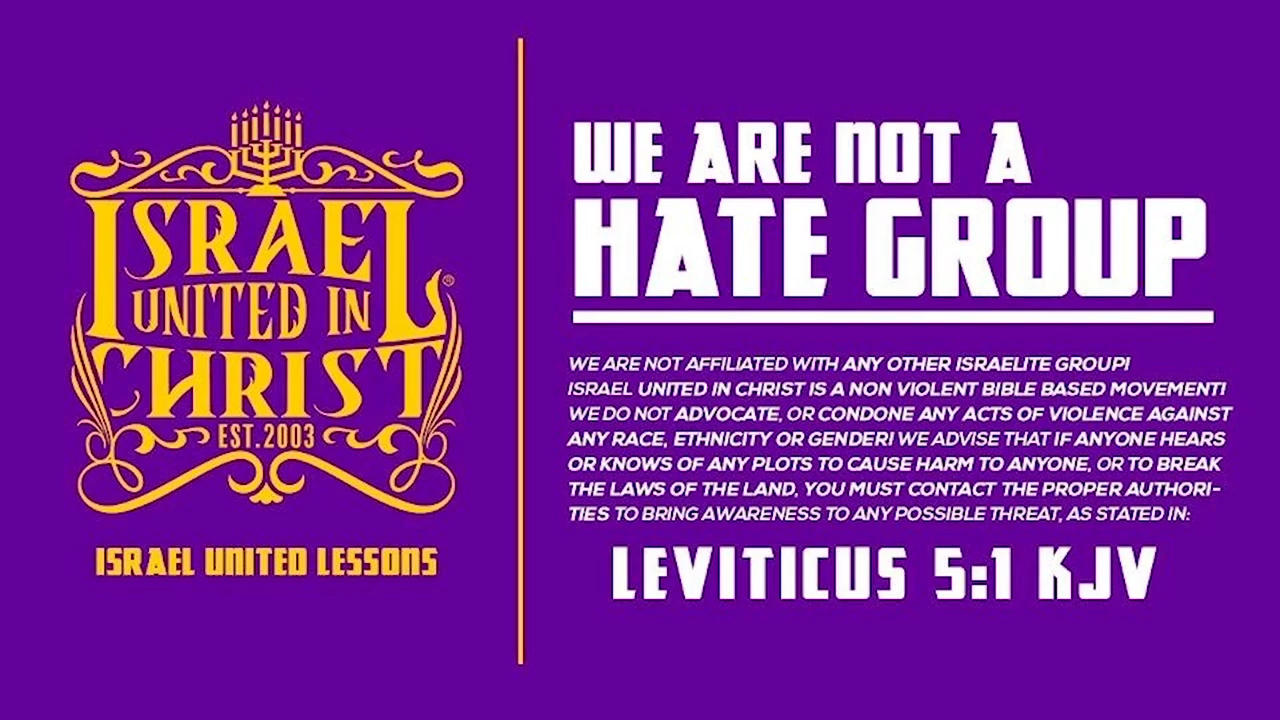 ISRAEL
UNITED IN
CHRIST®
EST.2003
ISRAEL UNITED LESSONS
WE ARE NOT A
HATE GROUP
WE ARE NOT AFFILIATED WITH ANY OTHER ISRAELITE GROUP!
ISRAEL UNITED IN CHRIST IS A NON VIOLENT BIBLE BASED MOVEMENT!
WE DO NOT ADVOCATE, OR CONDONE ANY ACTS OF VIOLENCE AGAINST
ANY RACE, ETHNICITY OR GENDER! WE ADVISE THAT IF ANYONE HEARS
OR KNOWS OF ANY PLOTS TO CAUSE HARM TO ANYONE, OR TO BREAK
THE LAWS OF THE LAND, YOU MUST CONTACT THE PROPER AUTHORI-
TIES TO BRING AWARENESS TO ANY POSSIBLE THREAT, AS STATED IN:
LEVITICUS 5:1 KJV